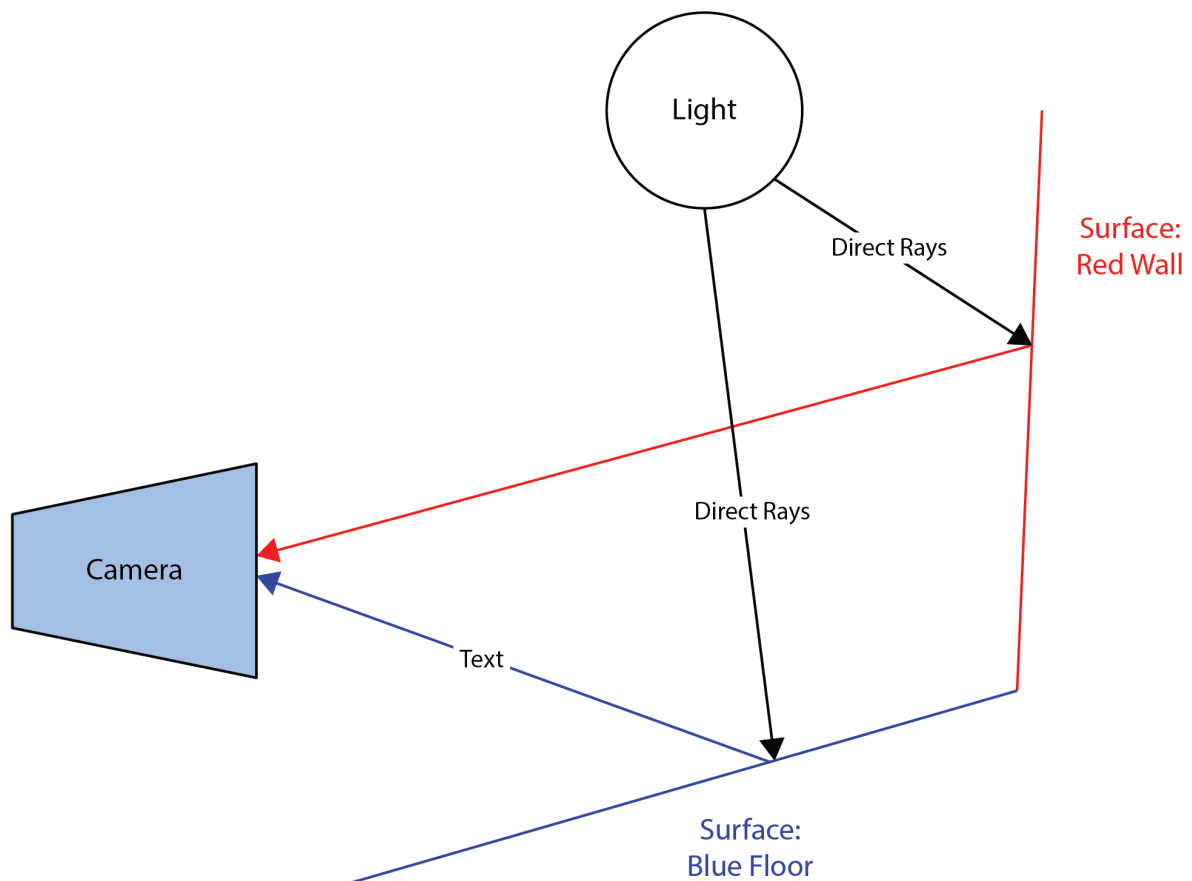 Light
Direct Rays
Surface:
Red Wall
Direct Rays
Camera
Text
Surface:
Blue Floor